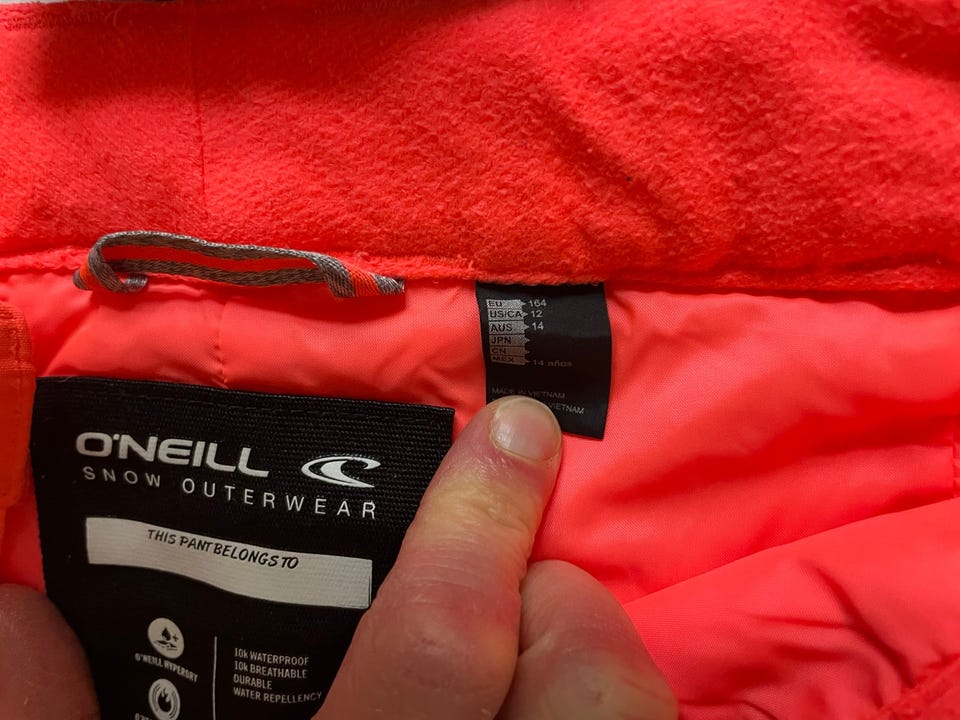 EU 164
US/CA 12
AUS 14
JPN
CN
MEX 14 años
MADE IN VIETNAM
VIETNAM
O'NEILL
SNOW OUTERWEAR
THIS PANT BELONGS TO
O'NEILL HYPERDRY
10k WATERPROOF
10k BREATHABLE
DURABLE
WATER REPELLENCY